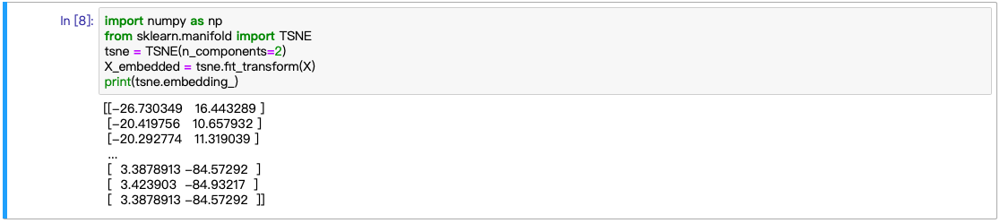 In [8]:
import numpy as np
from sklearn.manifold import TSNE
tsne = TSNE(n_components=2)
X_embedded = tsne.fit_transform(X)
print(tsne.embedding_)
[[-26.730349   16.443289 ]
 [-20.419756   10.657932 ]
 [-20.292774   11.319039 ]
 ...
 [  3.3878913 -84.57292  ]
 [  3.423903  -84.93217  ]
 [  3.3878913 -84.57292  ]]